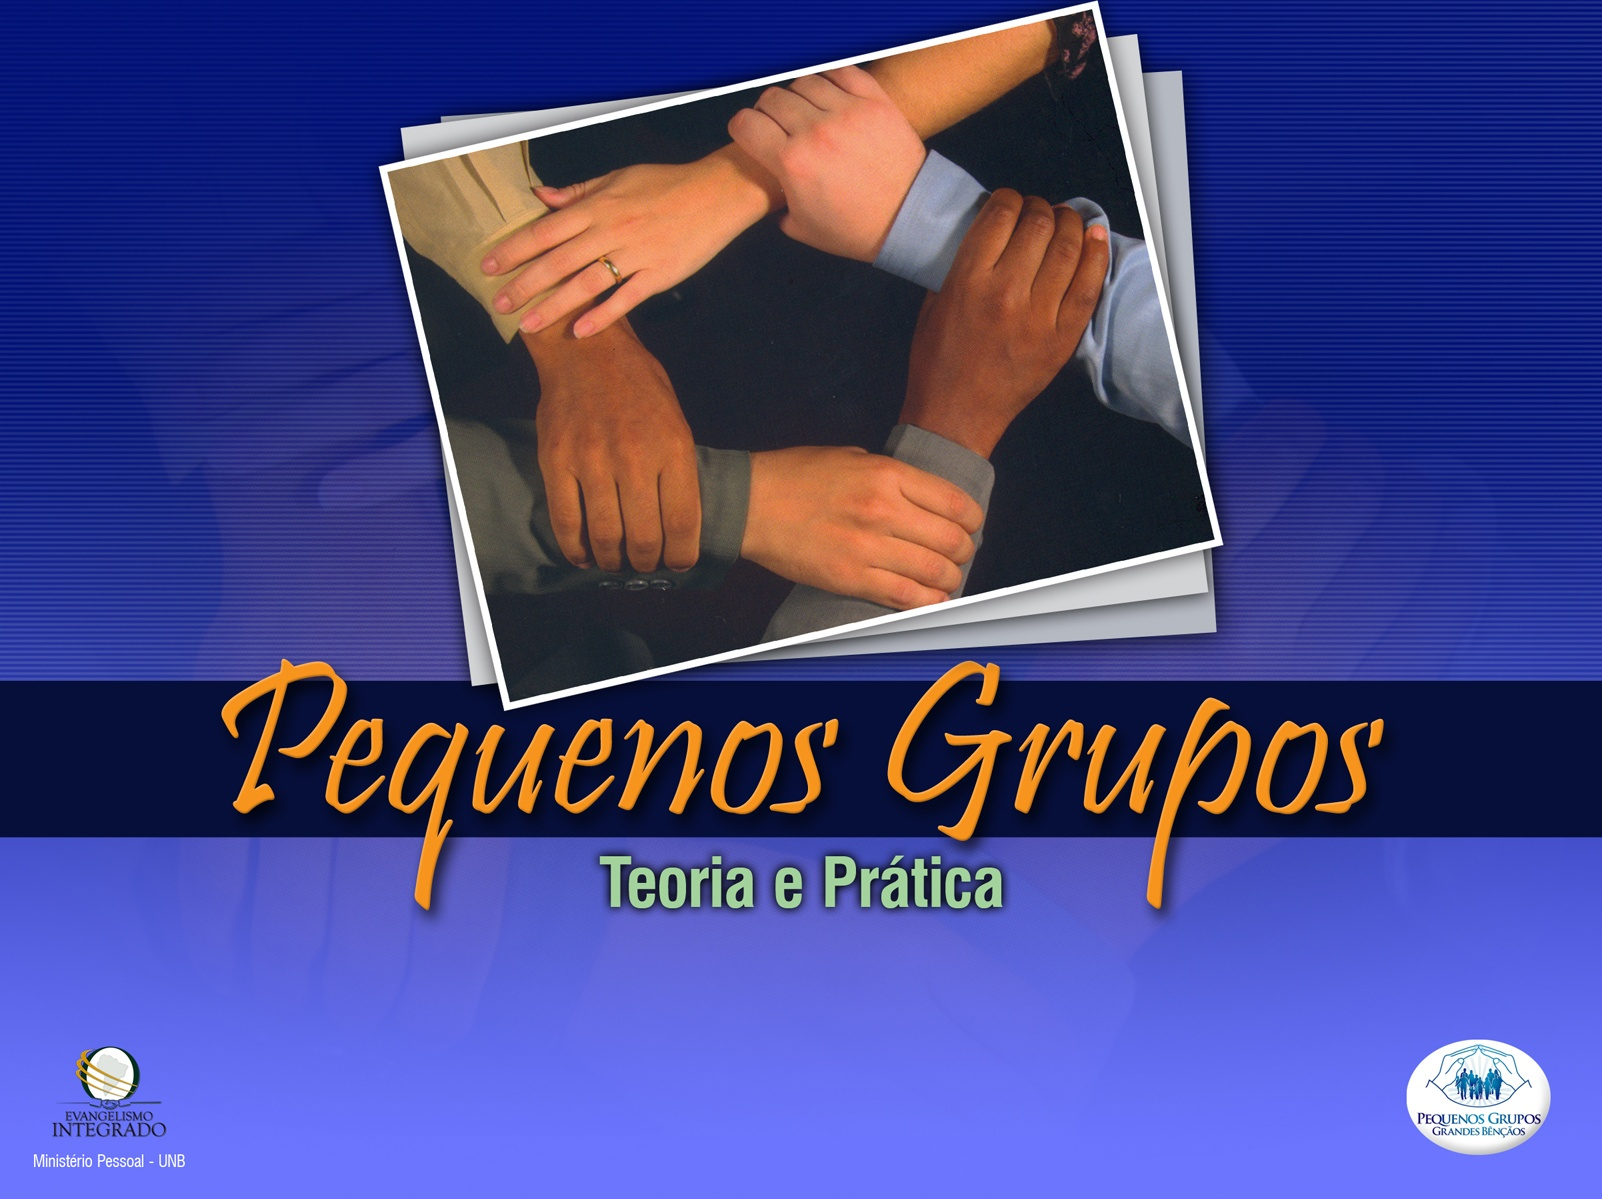 Pequenos Grupos
Teoria e Prática
EVANGELISMO
INTEGRADO
Ministério Pessoal - UNB
PEQUENOS GRUPOS
GRANDES BÊNÇÃOS